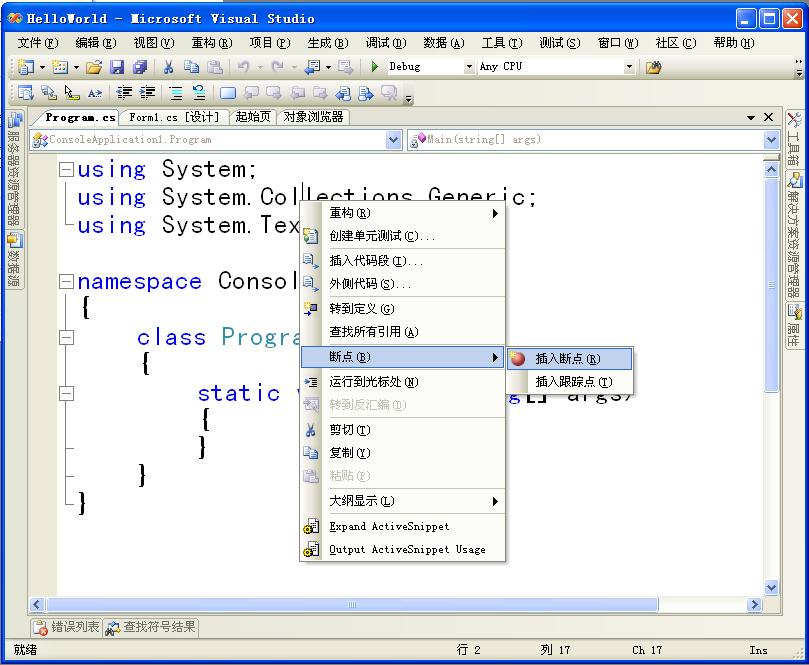 HelloWorld - Microsoft Visual Studio
文件(F) 编辑(E) 视图(V) 重构(R) 项目(P) 生成(B) 调试(D) 数据(A) 工具(T) 测试(S) 窗口(W) 社区(C) 帮助(H)
Debug Any CPU
Program.cs Form1.cs [设计] 起始页 对象浏览器
ConsoleApplication1.Program Main(string[] args)
服务器资源管理器
数据源
工具箱
解决方案资源管理器
属性
using System;
using System.Collections.Generic;
using System.Tex
namespace Consol
{
class Progra
{
static v g[] args)
{
}
}
}
重构(R)
创建单元测试(C)...
插入代码段(I)...
外侧代码(S)...
转到定义(G)
查找所有引用(A)
断点(B)
插入断点(R)
插入跟踪点(T)
运行到光标处(N)
转到反汇编(D)
剪切(T)
复制(Y)
粘贴(P)
大纲显示(L)
Expand ActiveSnippet
Output ActiveSnippet Usage
错误列表 查找符号结果
就绪 行 2 列 17 Ch 17 Ins